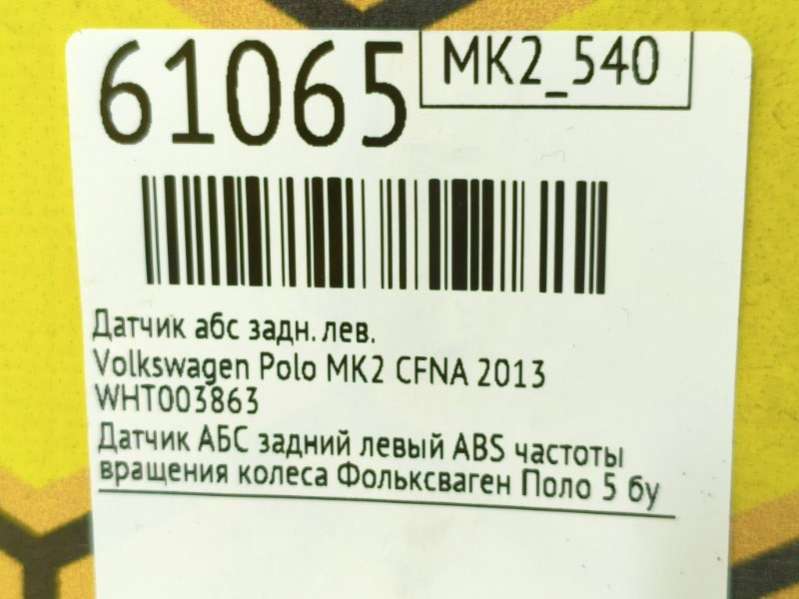 61065
MK2_540
Датчик абс задн. лев.
Volkswagen Polo MK2 CFNA 2013
WHT003863
Датчик АБС задний левый ABS частоты
вращения колеса Фольксваген Поло 5 бу